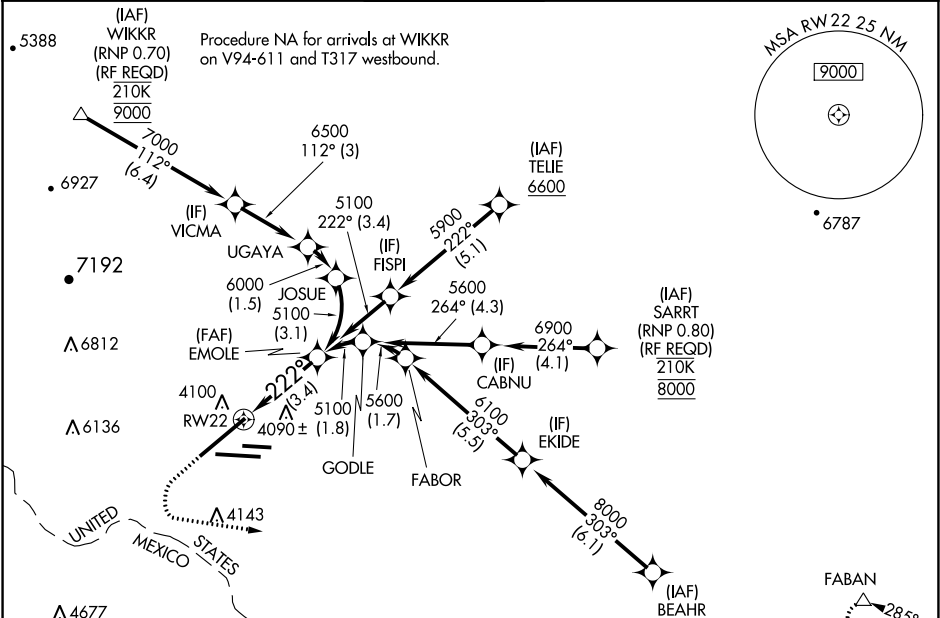 (IAF)
WIKKR
(RNP 0.70)
(RF REQD)
210K
9000
5388
Procedure NA for arrivals at WIKKR
on V94-611 and T317 westbound.
MSA RW22 25 NM
9000
7000
112°
(6.4)
6500
112° (3)
(IAF)
TELIE
6600
6927
(IF)
VICMA
5100
222° (3.4)
5900
222°
(5.1)
6787
UGAYA
(IF)
FISPI
7192
6000
(1.5)
JOSUE
5100
(3.1)
5600
264° (4.3)
(IAF)
SARRT
(RNP 0.80)
(RF REQD)
210K
8000
6900
264°
(4.1)
6812
(FAF)
EMOLE
(IF)
CABNU
222°
(3.4)
4100
RW22
4090±
5100
(1.8)
5600
(1.7)
6100
303°
(5.5)
6136
(IF)
EKIDE
GODLE
FABOR
4143
8000
303°
(6.1)
UNITED STATES
MEXICO
(IAF)
BEAHR
FABAN
285°
4677